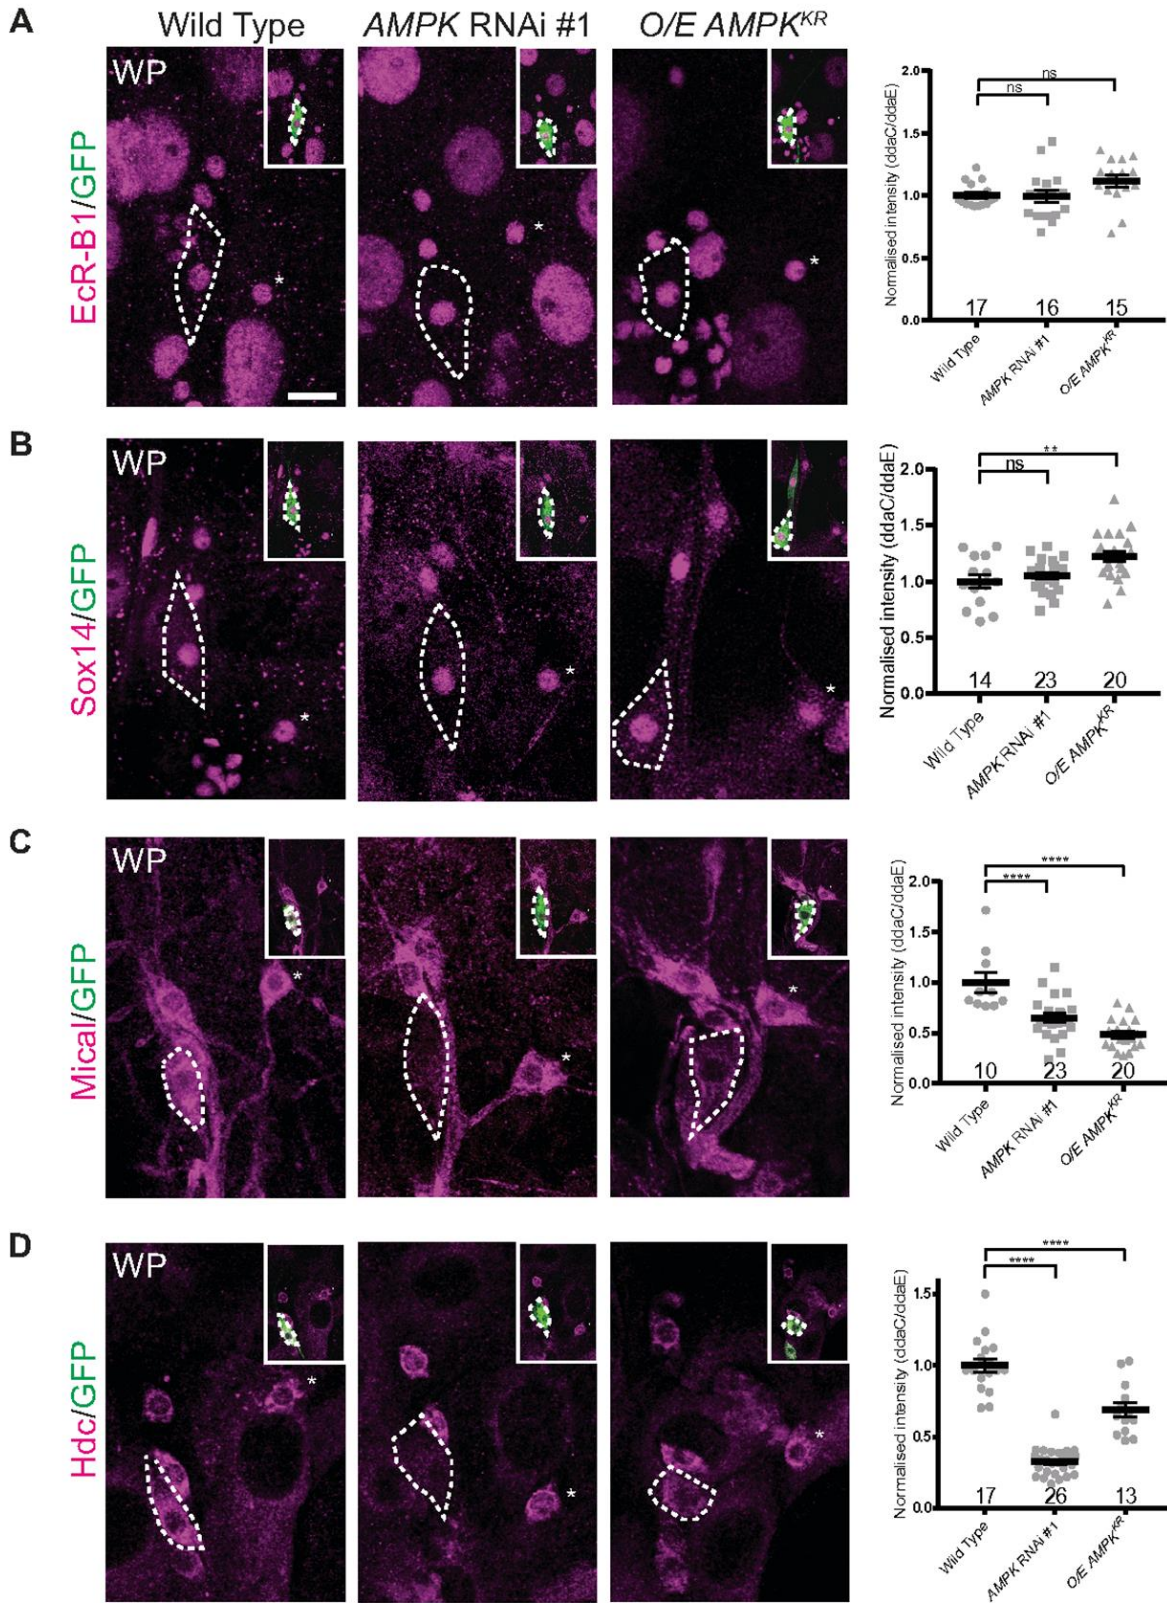 A
Wild Type
AMPK RNAi #1
O/E AMPK^KR
WP
EcR-B1/GFP
*
*
*
Normalised intensity (ddaC/ddaE)
2.0
1.5
1.0
0.5
0.0
ns
ns
17
16
15
Wild Type
AMPK RNAi #1
O/E AMPK^KR
B
WP
Sox14/GFP
*
*
*
Normalised intensity (ddaC/ddaE)
2.0
1.5
1.0
0.5
0.0
**
ns
14
23
20
Wild Type
AMPK RNAi #1
O/E AMPK^KR
C
WP
Mical/GFP
*
*
*
Normalised intensity (ddaC/ddaE)
2.0
1.5
1.0
0.5
0.0
****
****
10
23
20
Wild Type
AMPK RNAi #1
O/E AMPK^KR
D
WP
Hdc/GFP
*
*
*
Normalised intensity (ddaC/ddaE)
1.5
1.0
0.5
0.0
****
****
17
26
13
Wild Type
AMPK RNAi #1
O/E AMPK^KR